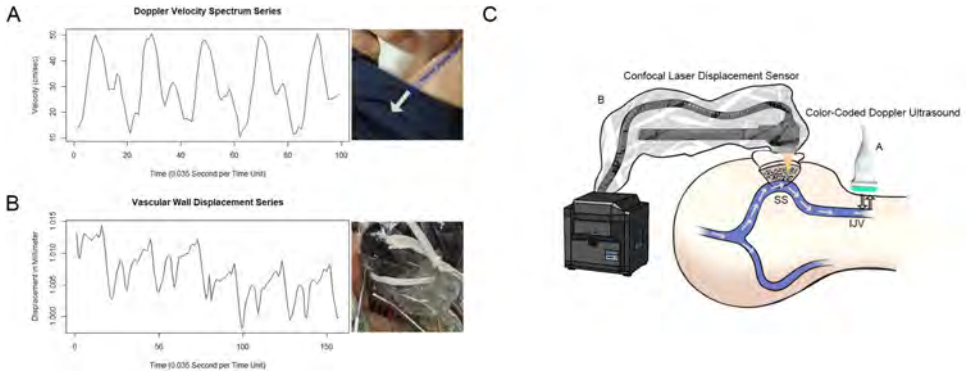 A
Doppler Velocity Spectrum Series
Velocity (cm/sec)
10 20 30 40 50
0 20 40 60 80 100
Time (0.035 Second per Time Unit)
B
Vascular Wall Displacement Series
Displacement in Millimeter
1.000 1.005 1.010 1.015
0 50 100 150
Time (0.035 Second per Time Unit)
C
Confocal Laser Displacement Sensor
B
Color-Coded Doppler Ultrasound
A
SS
IJV